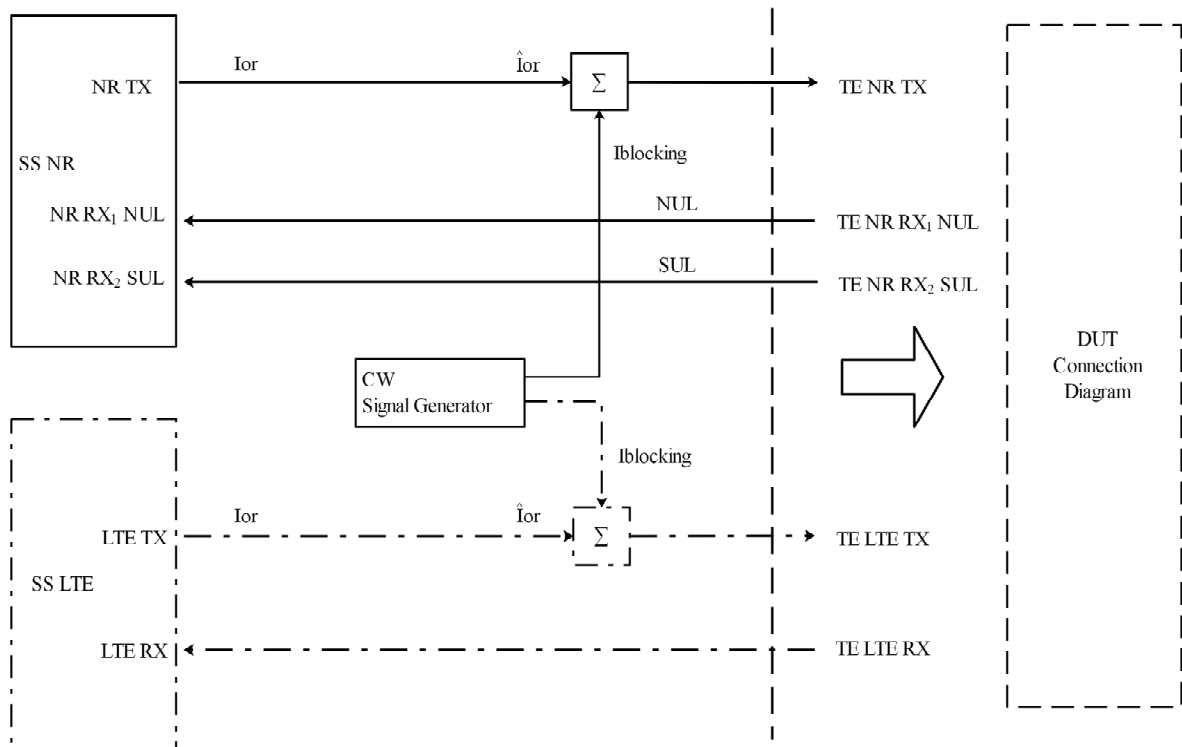 Ior
Îor
NR TX
Σ
TE NR TX
SS NR
Iblocking
NR RX₁ NUL
NUL
TE NR RX₁ NUL
NR RX₂ SUL
SUL
TE NR RX₂ SUL
CW
Signal Generator
DUT
Connection
Diagram
Iblocking
Ior
Îor
LTE TX
Σ
TE LTE TX
SS LTE
LTE RX
TE LTE RX